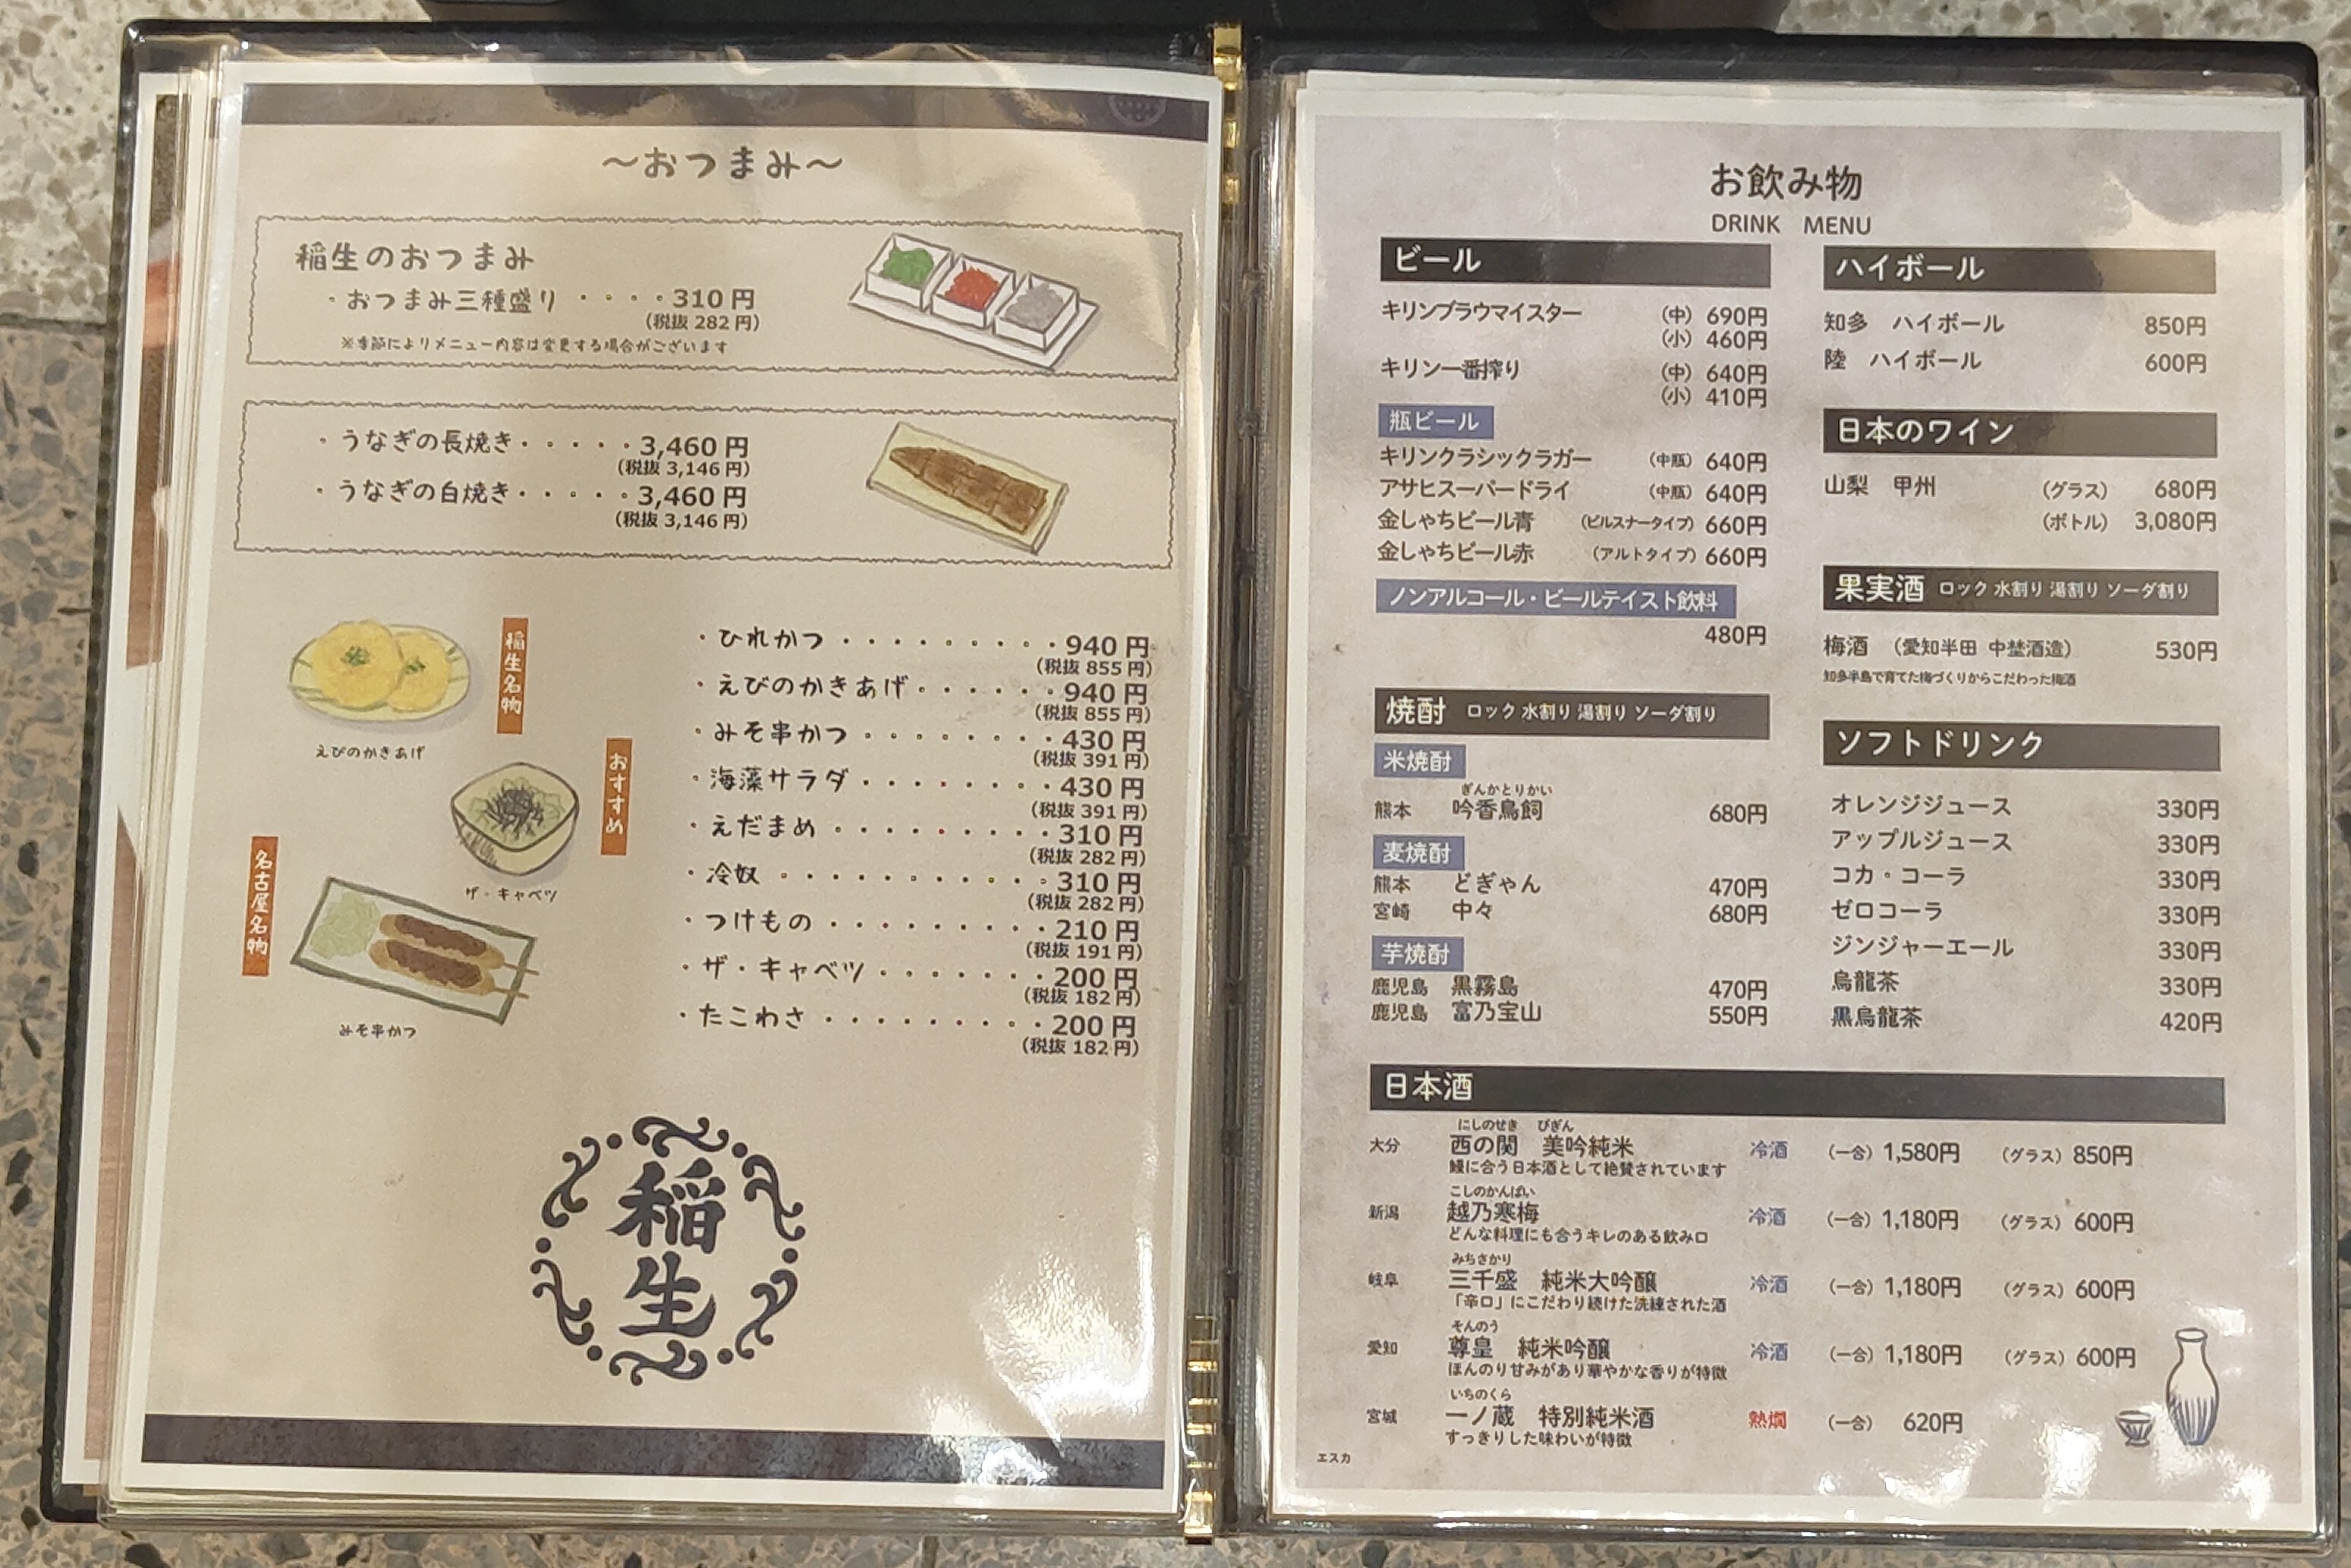 ～おつまみ～
稲生のおつまみ
・おつまみ三種盛り ・・・・310円
(税抜 282円)
※季節によりメニュー内容は変更する場合がございます
・うなぎの長焼き・・・・・3,460円
(税抜 3,146円)
・うなぎの白焼き・・・・・3,460円
(税抜 3,146円)
稲生名物
えびのかきあげ
おすすめ
ザ・キャベツ
名古屋名物
みそ串かつ
・ひれかつ・・・・・・・・・・940円
(税抜 855円)
・えびのかきあげ・・・・・・940円
(税抜 855円)
・みそ串かつ・・・・・・・・430円
(税抜 391円)
・海藻サラダ・・・・・・・・430円
(税抜 391円)
・えだまめ・・・・・・・・・310円
(税抜 282円)
・冷奴・・・・・・・・・・・310円
(税抜 282円)
・つけもの・・・・・・・・・210円
(税抜 191円)
・ザ・キャベツ・・・・・・・200円
(税抜 182円)
・たこわさ・・・・・・・・・200円
(税抜 182円)
稲生
お飲み物
DRINK MENU
ビール
キリンブラウマイスター (中) 690円
(小) 460円
キリン一番搾り (中) 640円
(小) 410円
瓶ビール
キリンクラシックラガー (中瓶) 640円
アサヒスーパードライ (中瓶) 640円
金しゃちビール青 (ピルスナータイプ) 660円
金しゃちビール赤 (アルトタイプ) 660円
ノンアルコール・ビールテイスト飲料
480円
焼酎 ロック 水割り 湯割り ソーダ割り
米焼酎
ぎんかとりかい
熊本 吟香鳥飼 680円
麦焼酎
熊本 どぎゃん 470円
宮崎 中々 680円
芋焼酎
鹿児島 黒霧島 470円
鹿児島 富乃宝山 550円
ハイボール
知多 ハイボール 850円
陸 ハイボール 600円
日本のワイン
山梨 甲州 (グラス) 680円
(ボトル) 3,080円
果実酒 ロック 水割り 湯割り ソーダ割り
梅酒 (愛知半田 中埜酒造) 530円
知多半島で育てた梅づくりからこだわった梅酒
ソフトドリンク
オレンジジュース 330円
アップルジュース 330円
コカ・コーラ 330円
ゼロコーラ 330円
ジンジャーエール 330円
烏龍茶 330円
黒烏龍茶 420円
日本酒
にしのせき びぎん
大分 西の関 美吟純米 冷酒 (一合) 1,580円 (グラス) 850円
鰻に合う日本酒として絶賛されています
こしのかんばい
新潟 越乃寒梅 冷酒 (一合) 1,180円 (グラス) 600円
どんな料理にも合うキレのある飲み口
みちさかり
岐阜 三千盛 純米大吟醸 冷酒 (一合) 1,180円 (グラス) 600円
「辛口」にこだわり続けた洗練された酒
そんのう
愛知 尊皇 純米吟醸 冷酒 (一合) 1,180円 (グラス) 600円
ほんのり甘みがあり華やかな香りが特徴
いちのくら
宮城 一ノ蔵 特別純米酒 熱燗 (一合) 620円
すっきりした味わいが特徴
エスカ